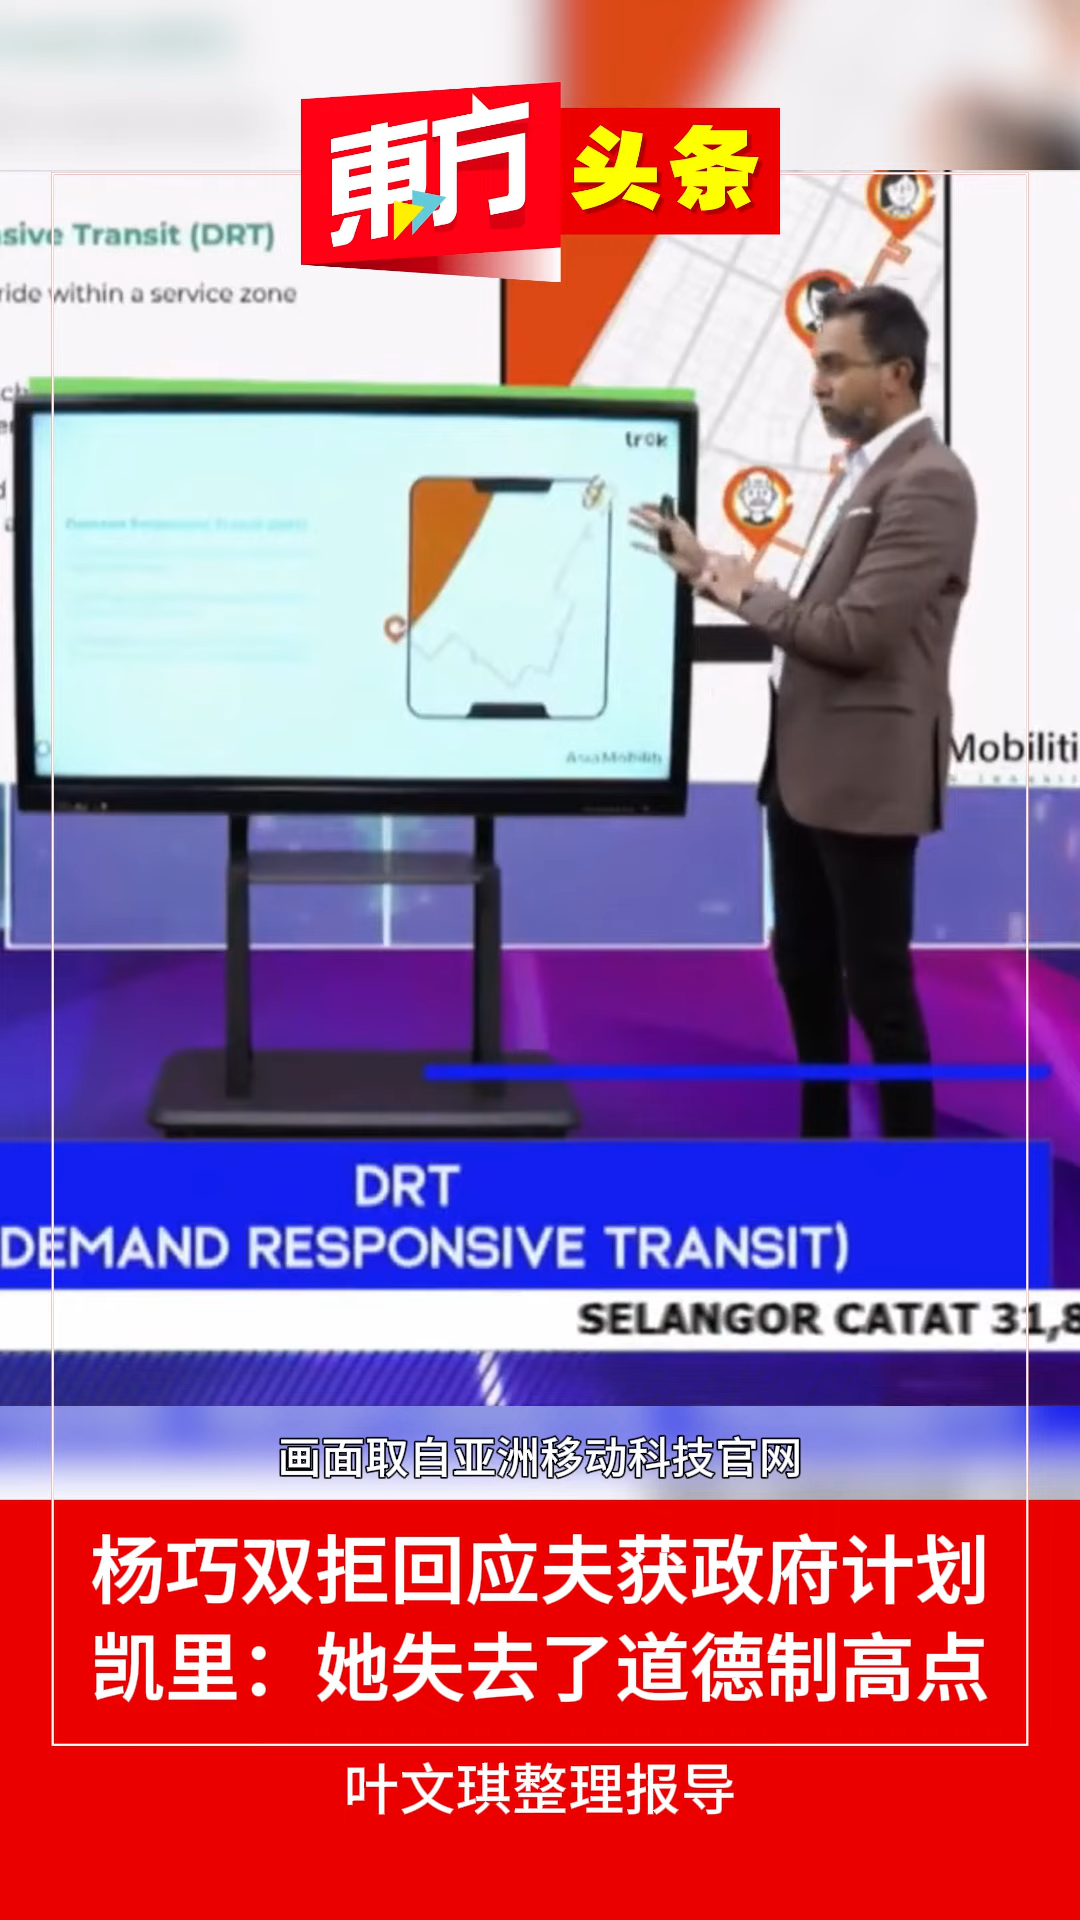 東方头条
sive Transit (DRT)
ride within a service zone
trek
AsiaMobiliti
Mobiliti
DRT
DEMAND RESPONSIVE TRANSIT)
SELANGOR CATAT 31,8
画面取自亚洲移动科技官网
杨巧双拒回应夫获政府计划
凯里：她失去了道德制高点
叶文琪整理报导